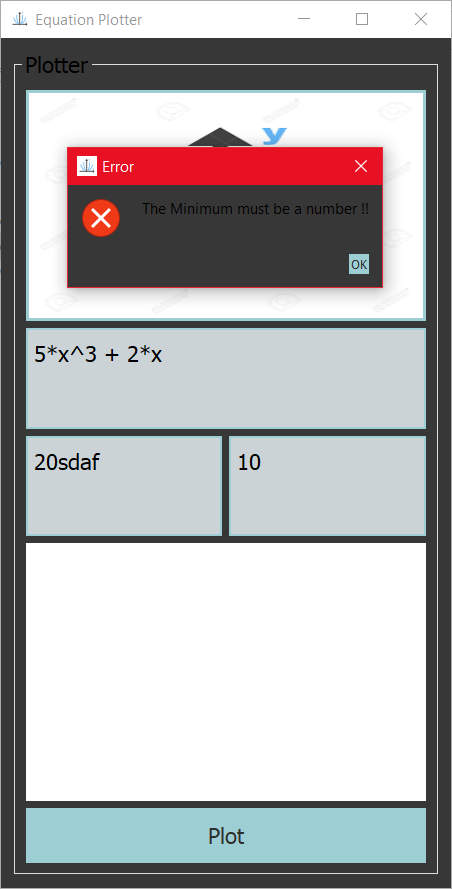 Equation Plotter
Plotter
y
Error
The Minimum must be a number !!
OK
5*x^3 + 2*x
20sdaf
10
Plot